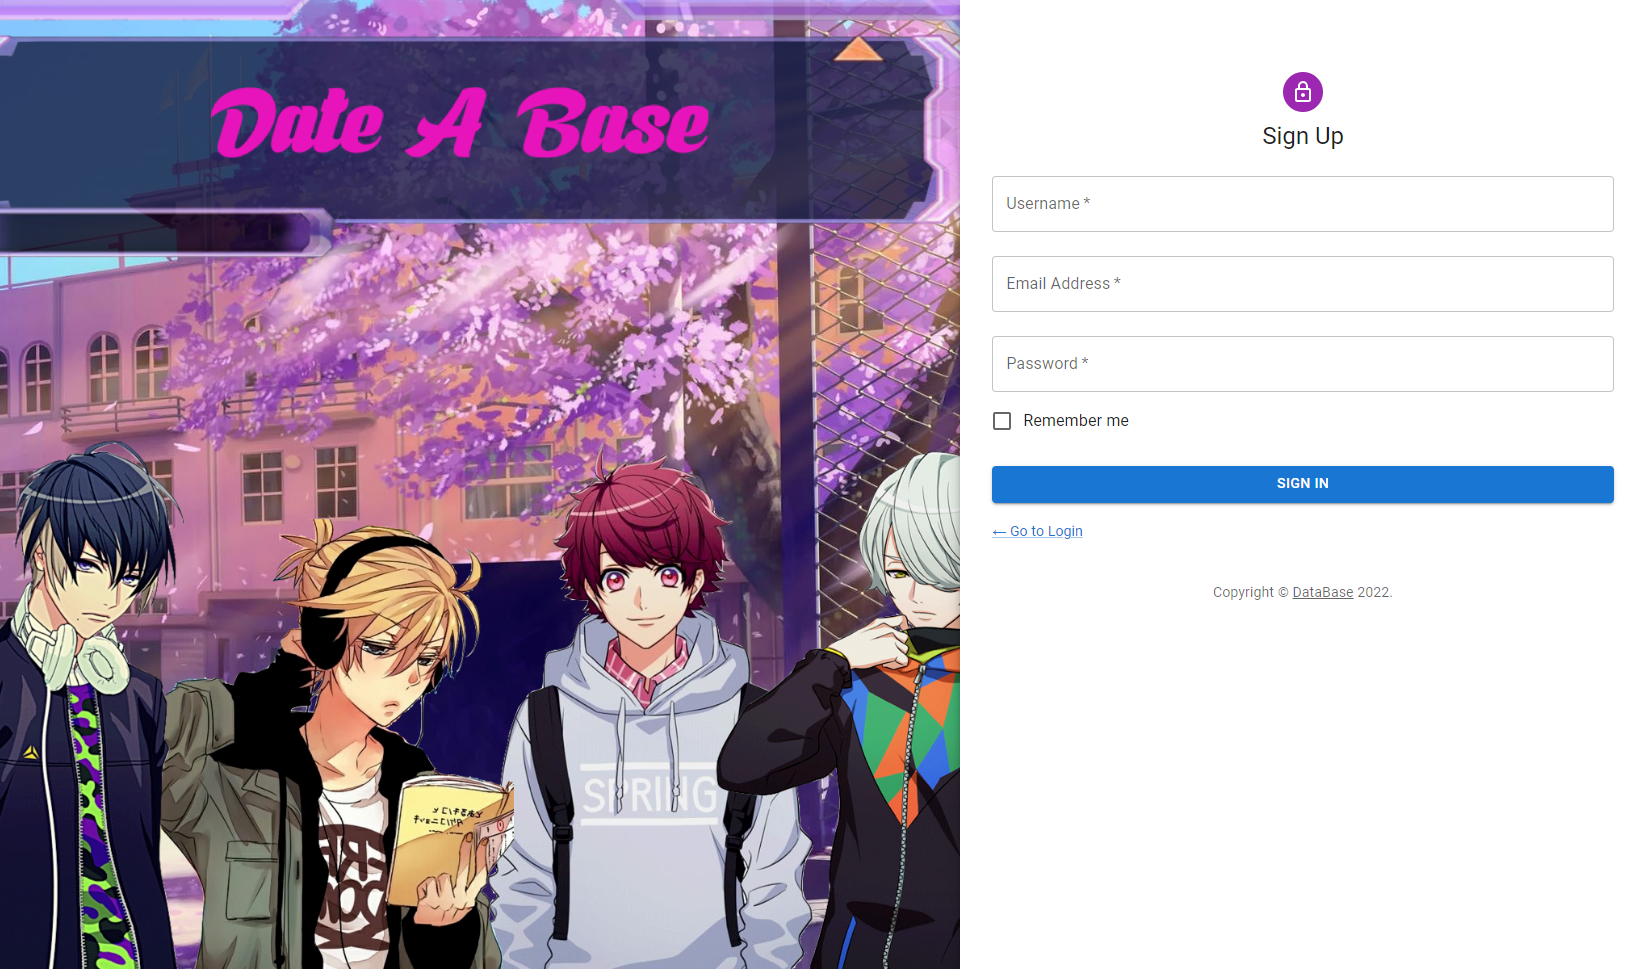 Date A Base
SPRING
Sign Up
Username *
Email Address *
Password *
Remember me
SIGN IN
← Go to Login
Copyright © DataBase 2022.